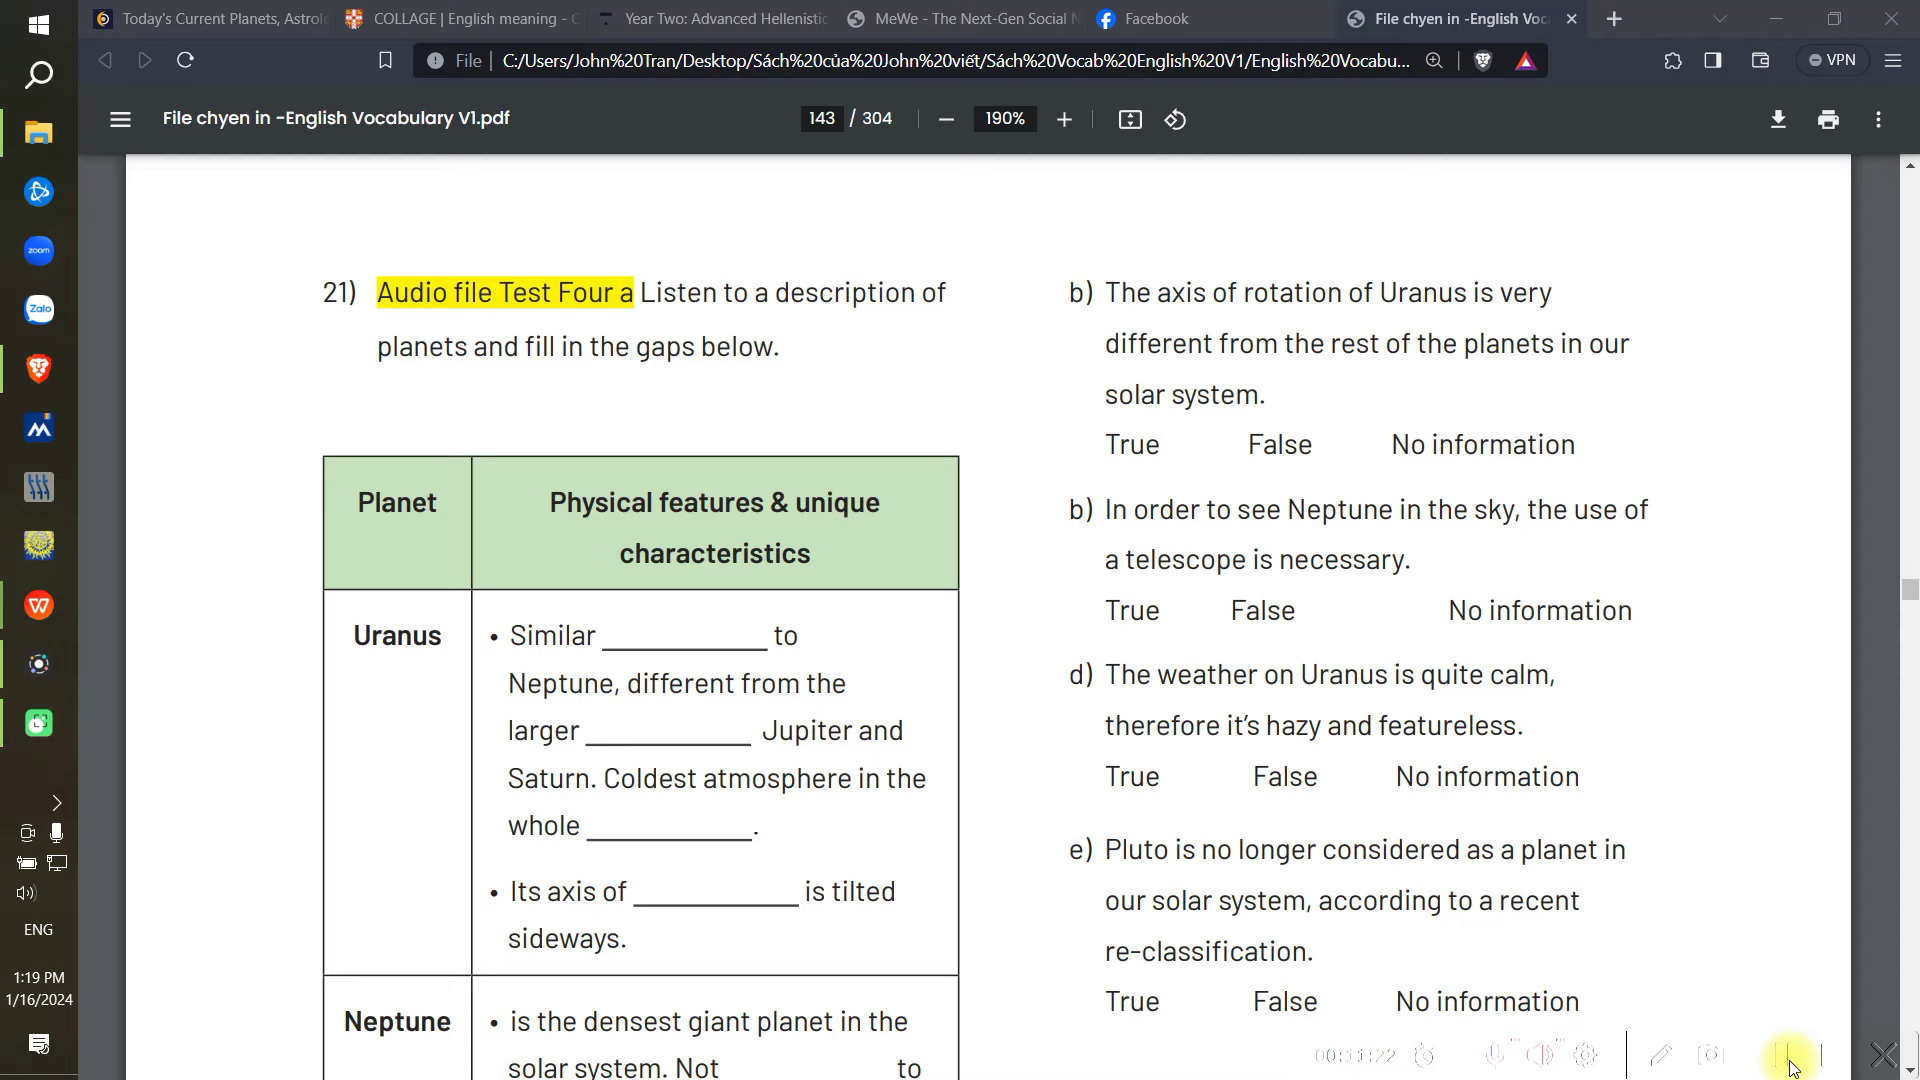 Today's Current Planets, Astrolo
COLLAGE | English meaning - C
Year Two: Advanced Hellenistic
MeWe - The Next-Gen Social N
Facebook
File chyen in -English Voca
File
C:/Users/John%20Tran/Desktop/Sách%20của%20John%20viết/Sách%20Vocab%20English%20V1/English%20Vocabu...
VPN
File chyen in -English Vocabulary V1.pdf
143 / 304
190%
21) Audio file Test Four a Listen to a description of
planets and fill in the gaps below.
Planet
Physical features & unique
characteristics
Uranus
• Similar ____________ to
Neptune, different from the
larger ____________ Jupiter and
Saturn. Coldest atmosphere in the
whole ____________.
• Its axis of ____________ is tilted
sideways.
Neptune
• is the densest giant planet in the
solar system. Not to
b) The axis of rotation of Uranus is very
different from the rest of the planets in our
solar system.
True False No information
b) In order to see Neptune in the sky, the use of
a telescope is necessary.
True False No information
d) The weather on Uranus is quite calm,
therefore it's hazy and featureless.
True False No information
e) Pluto is no longer considered as a planet in
our solar system, according to a recent
re-classification.
True False No information
zoom
Zalo
ENG
1:19 PM
1/16/2024